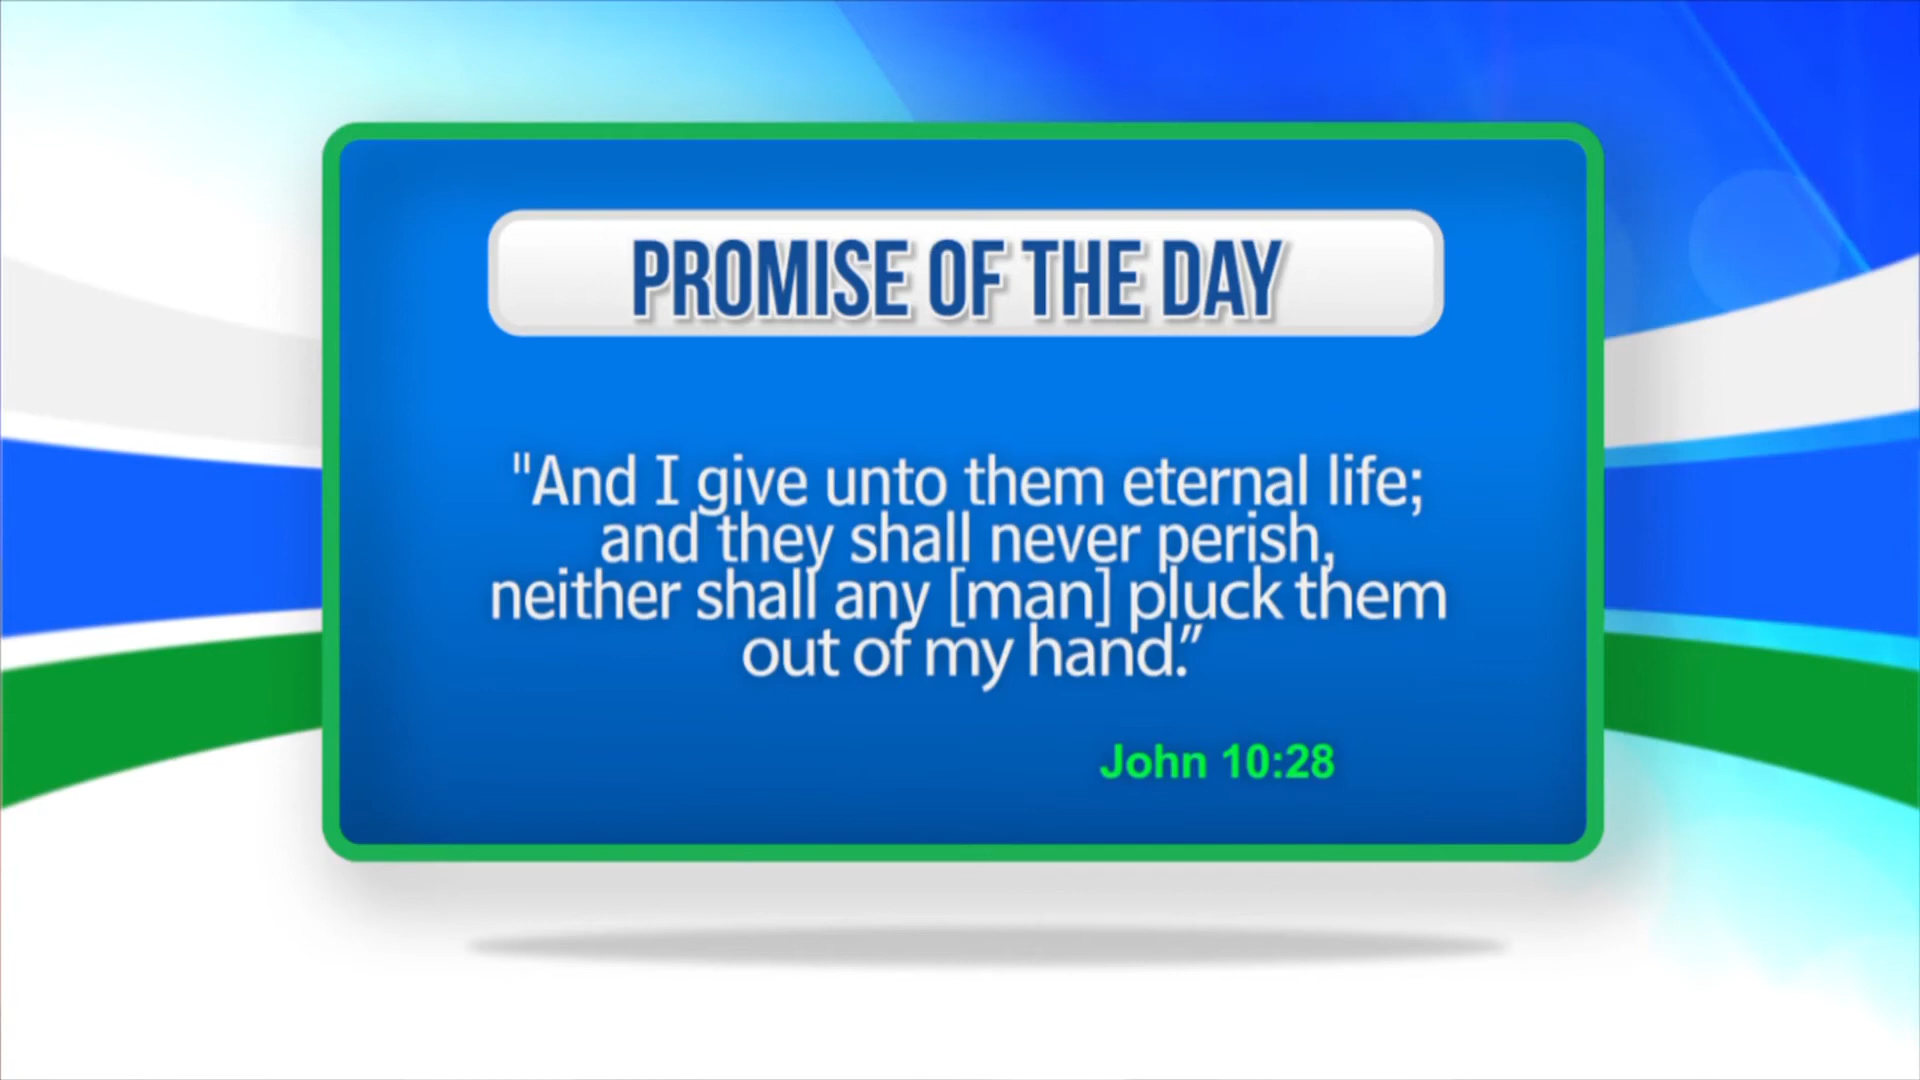 PROMISE OF THE DAY
"And I give unto them eternal life;
and they shall never perish,
neither shall any [man] pluck them
out of my hand.”
John 10:28